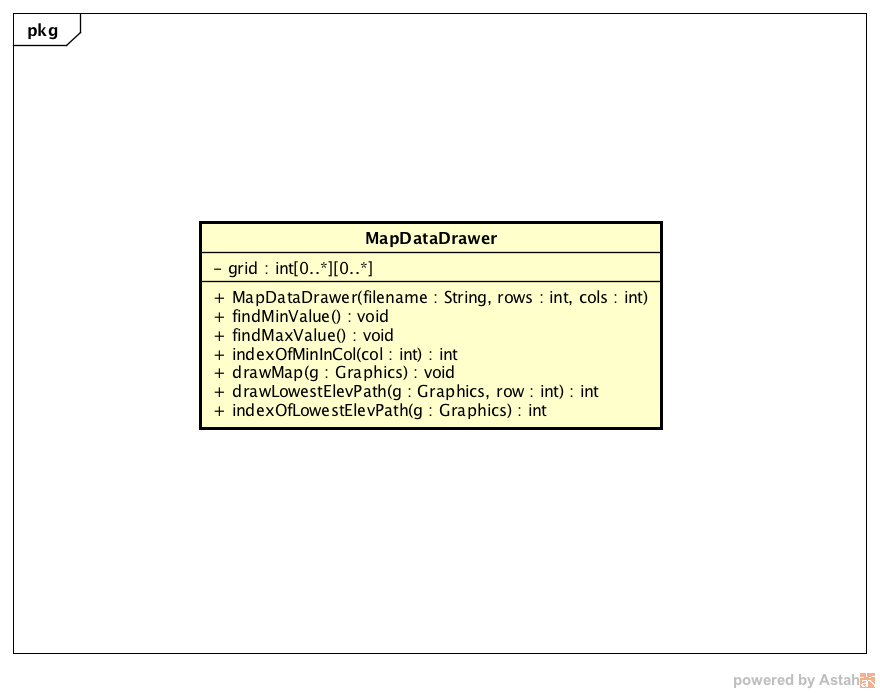 pkg
MapDataDrawer
- grid : int[0..*][0..*]
+ MapDataDrawer(filename : String, rows : int, cols : int)
+ findMinValue() : void
+ findMaxValue() : void
+ indexOfMinInCol(col : int) : int
+ drawMap(g : Graphics) : void
+ drawLowestElevPath(g : Graphics, row : int) : int
+ indexOfLowestElevPath(g : Graphics) : int
powered by Astah